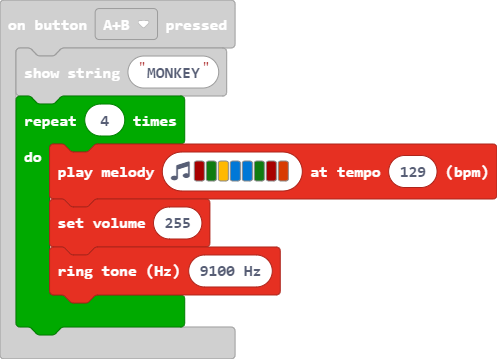 on button A+B pressed
show string "MONKEY"
repeat 4 times
do
play melody at tempo 129 (bpm)
set volume 255
ring tone (Hz) 9100 Hz